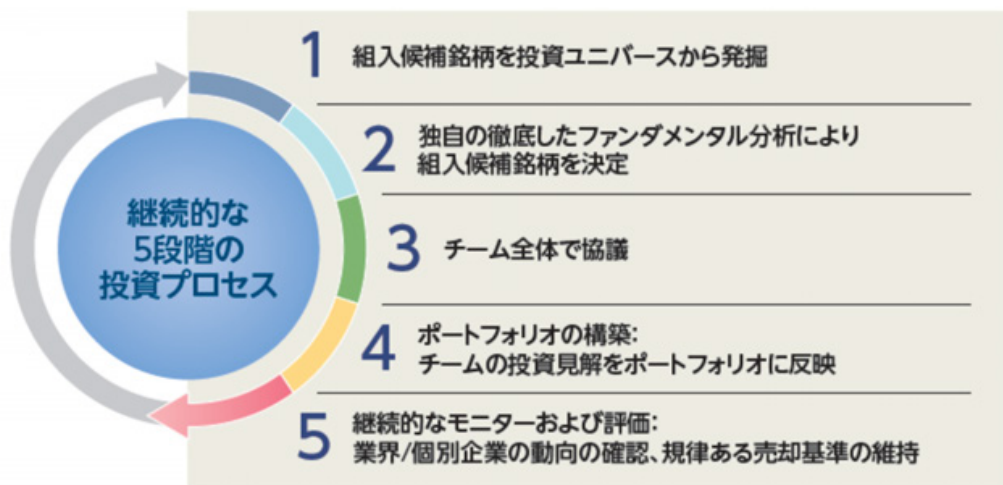 継続的な
5段階の
投資プロセス
1 組入候補銘柄を投資ユニバースから発掘
2 独自の徹底したファンダメンタル分析により
組入候補銘柄を決定
3 チーム全体で協議
4 ポートフォリオの構築:
チームの投資見解をポートフォリオに反映
5 継続的なモニターおよび評価:
業界/個別企業の動向の確認、規律ある売却基準の維持